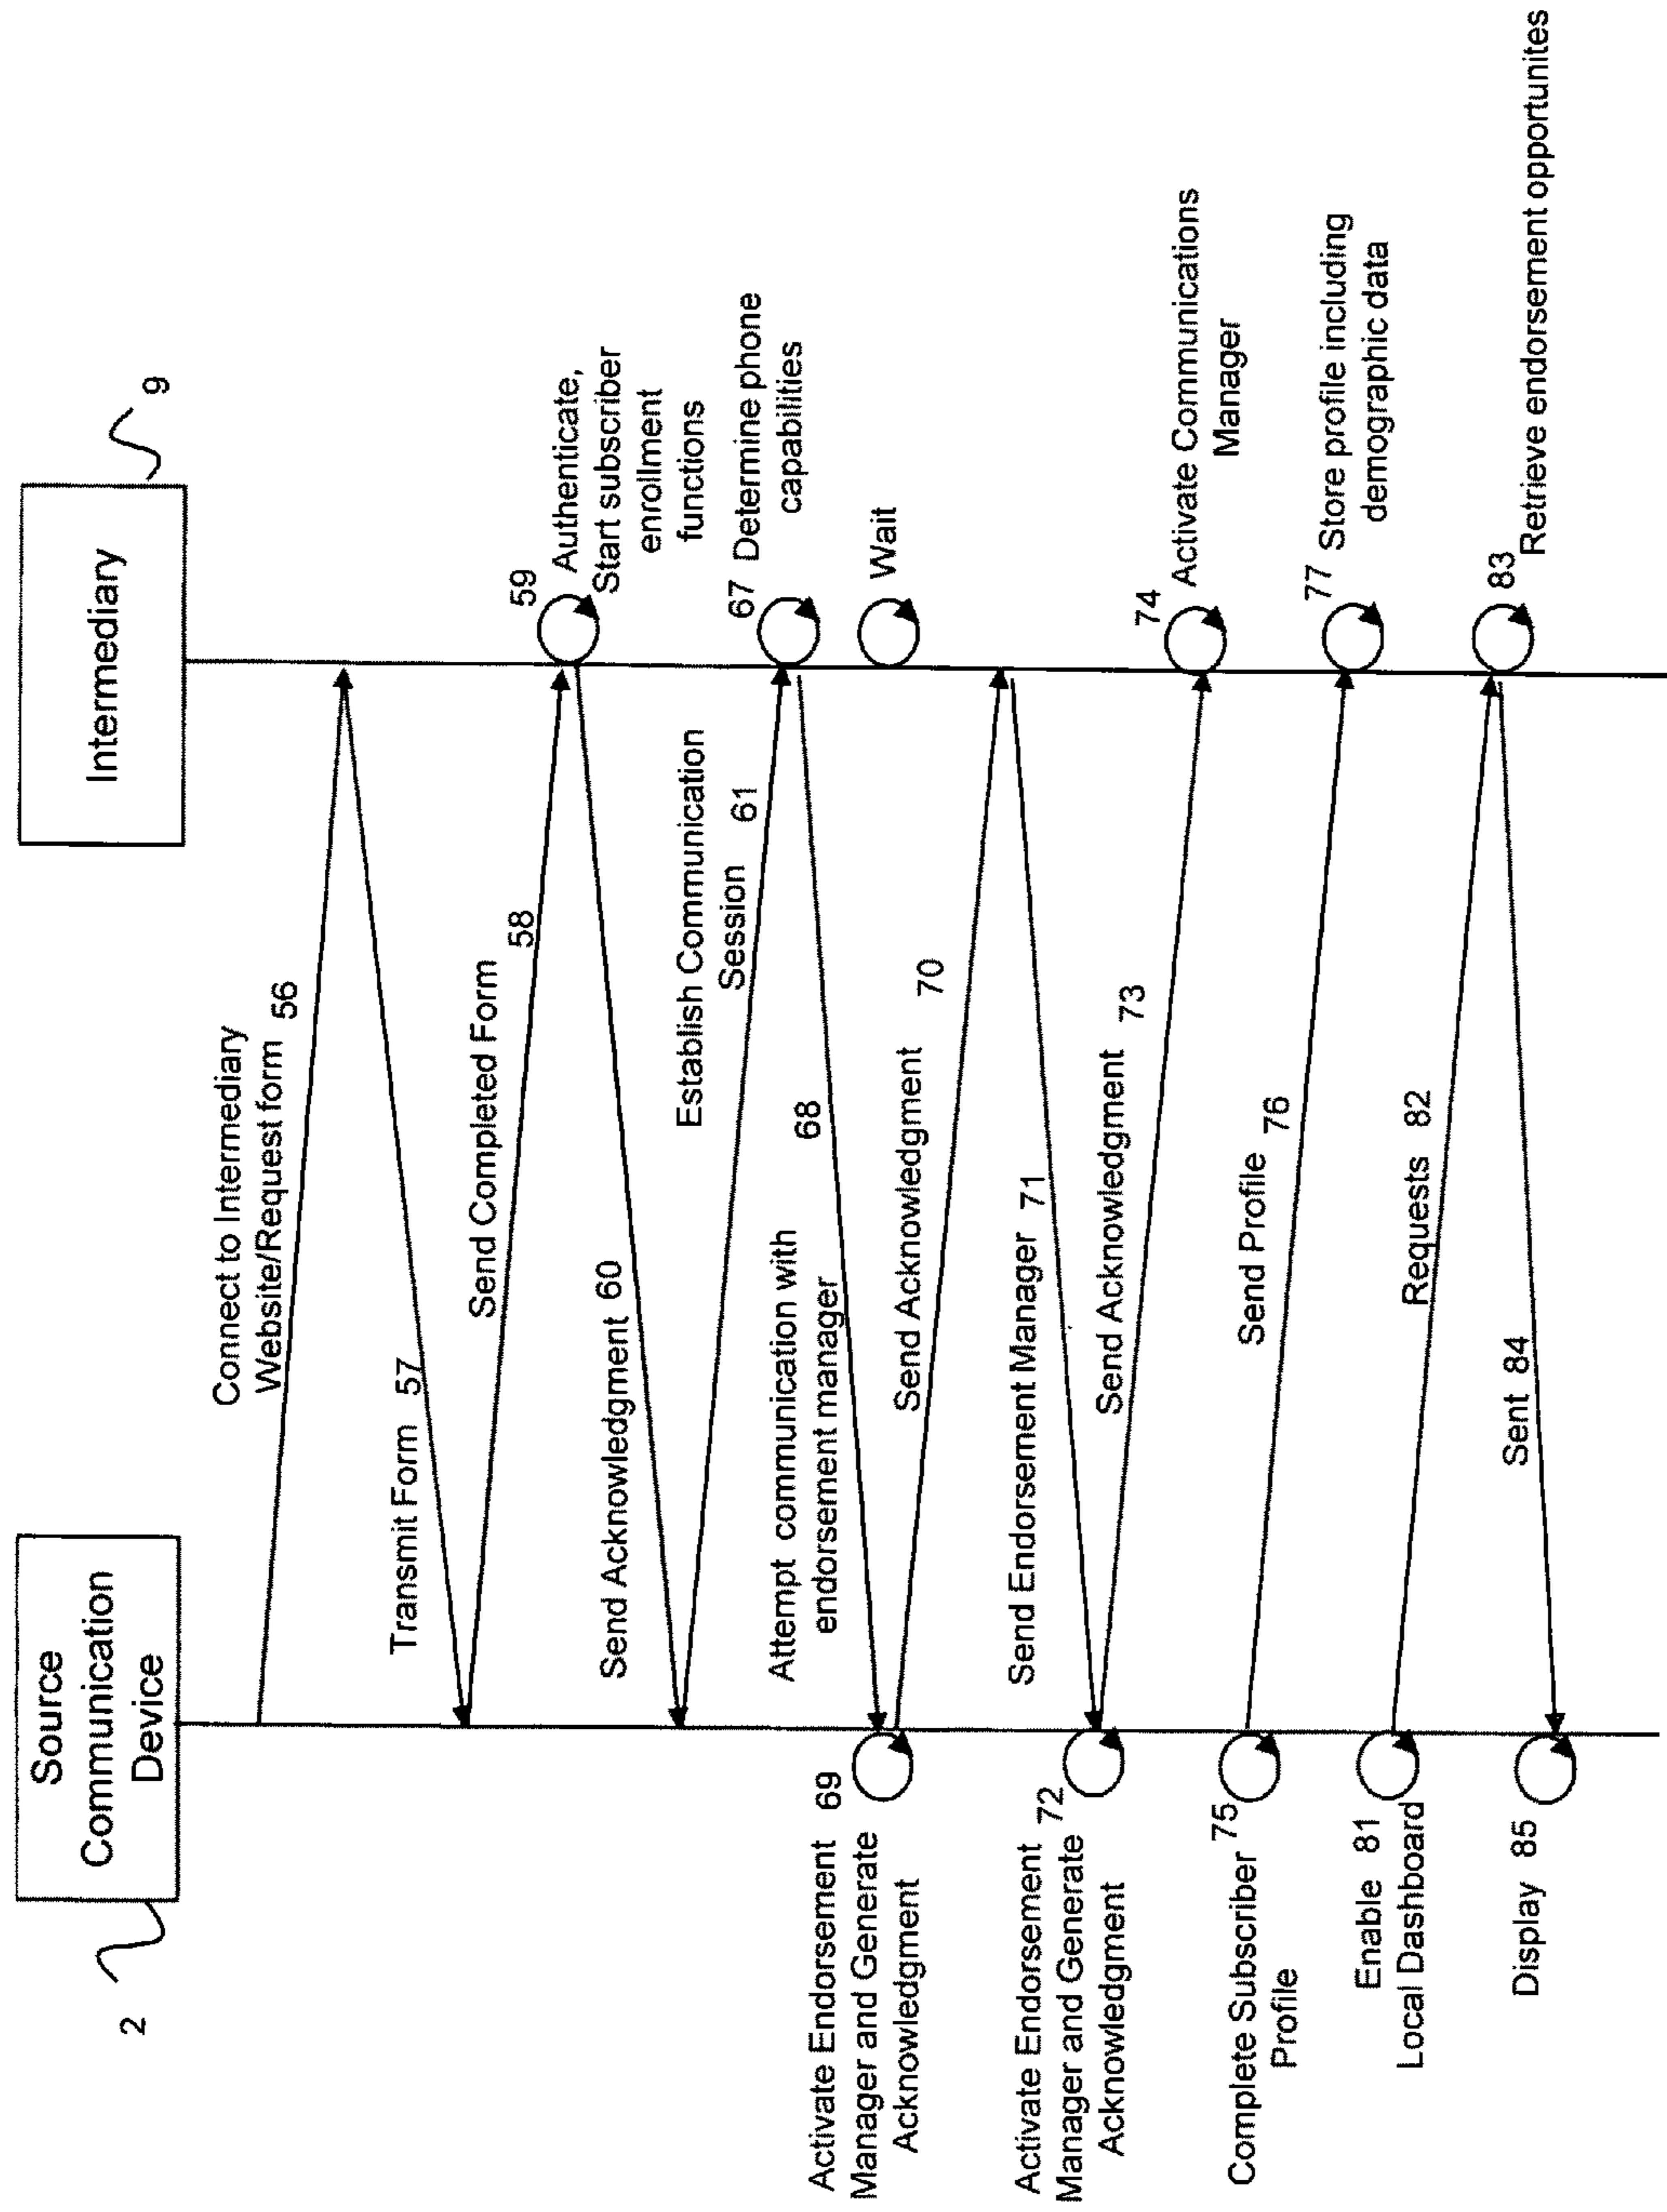 Source
Communication
Device
2
Intermediary
9
Connect to Intermediary
Website/Request form 56
Transmit Form 57
Send Completed Form 58
59
Authenticate,
Start subscriber
enrollment
functions
Send Acknowledgment 60
Establish Communication
Session 61
67 Determine phone
capabilities
Attempt communication with
endorsement manager
68
Wait
Activate Endorsement 69
Manager and Generate
Acknowledgment
Send Acknowledgment 70
Send Endorsement Manager 71
Activate Endorsement 72
Manager and Generate
Acknowledgment
Send Acknowledgment 73
74 Activate Communications
Manager
Complete Subscriber 75
Profile
Send Profile 76
77 Store profile including
demographic data
Enable 81
Local Dashboard
Requests 82
83
Retrieve endorsement opportunites
Sent 84
Display 85